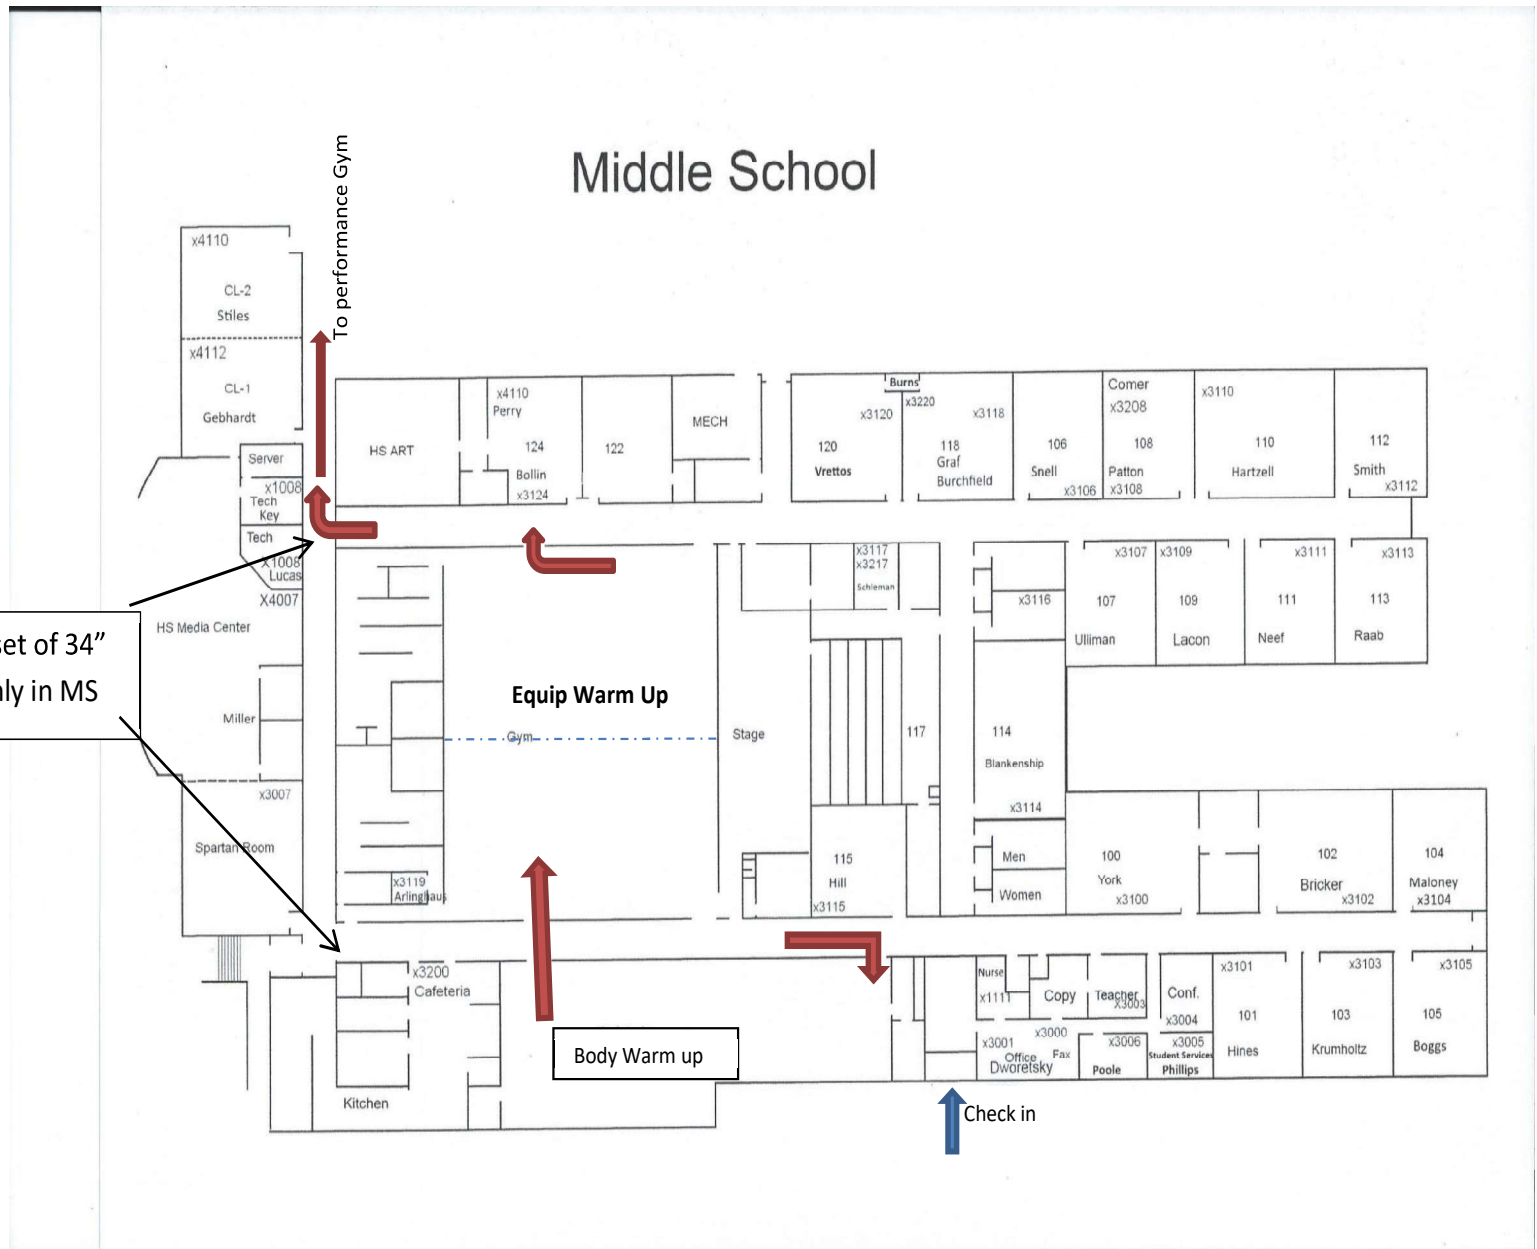 Middle School
To performance Gym
x4110
CL-2
Stiles
x4112
CL-1
Gebhardt
Server
x1008
Tech
Key
Tech
x1008
Lucas
X4007
HS Media Center
set of 34”
nly in MS
Miller
x3007
Spartan Room
HS ART
x4110
Perry
124
Bollin
x3124
122
MECH
x3120
120
Vrettos
Burns
x3220
x3118
118
Graf
Burchfield
106
Snell
x3106
Comer
x3208
108
Patton
x3108
x3110
110
Hartzell
112
Smith
x3112
x3117
x3217
Schieman
x3116
x3107
107
Ulliman
x3109
109
Lacon
x3111
111
Neef
x3113
113
Raab
Equip Warm Up
Gym
Stage
117
114
Blankenship
x3114
x3119
Arlinghaus
115
Hill
x3115
Men
Women
100
York
x3100
102
Bricker
x3102
104
Maloney
x3104
x3200
Cafeteria
Kitchen
Body Warm up
Nurse
x1111
Copy
Teacher
x3003
Conf.
x3004
x3001
x3000
Office
Fax
Dworetsky
x3006
Poole
x3005
Student Services
Phillips
x3101
101
Hines
x3103
103
Krumholtz
x3105
105
Boggs
Check in